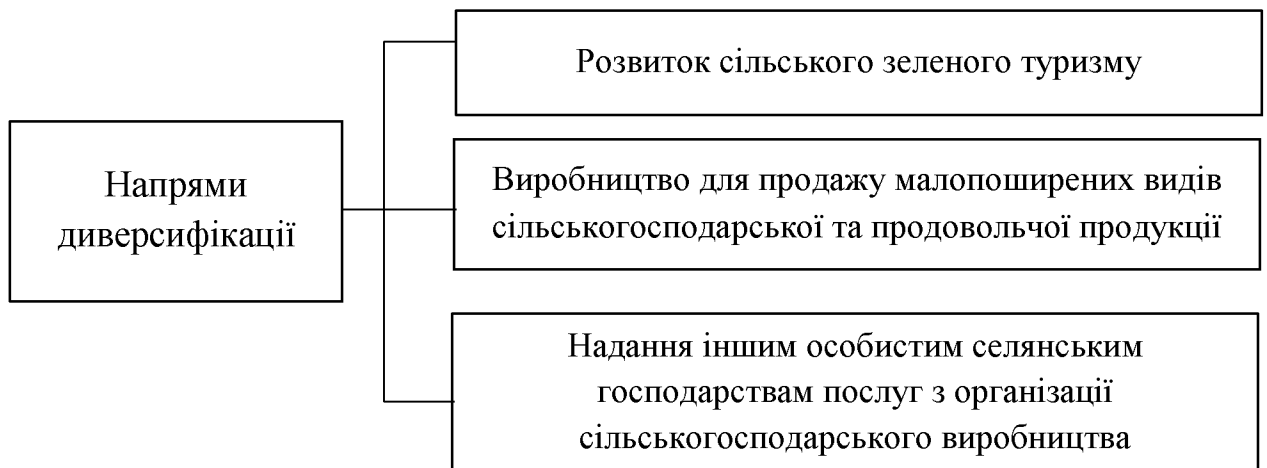 Напрями
диверсифікації
Розвиток сільського зеленого туризму
Виробництво для продажу малопоширених видів
сільськогосподарської та продовольчої продукції
Надання іншим особистим селянським
господарствам послуг з організації
сільськогосподарського виробництва